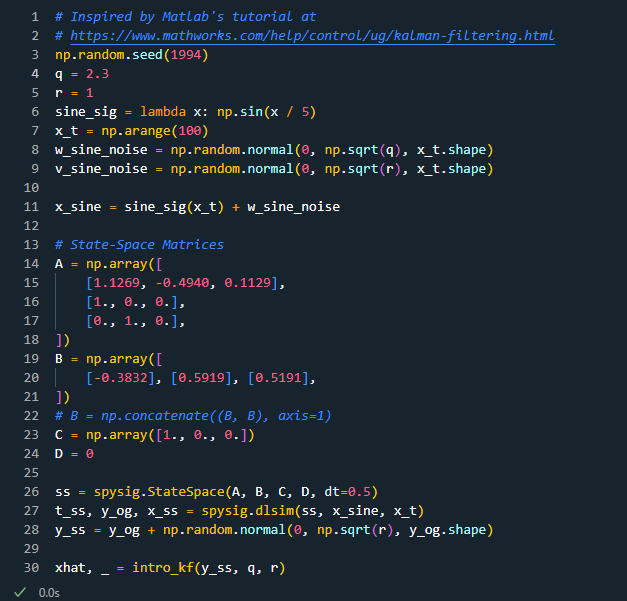 1 # Inspired by Matlab's tutorial at
2 # https://www.mathworks.com/help/control/ug/kalman-filtering.html
3 np.random.seed(1994)
4 q = 2.3
5 r = 1
6 sine_sig = lambda x: np.sin(x / 5)
7 x_t = np.arange(100)
8 w_sine_noise = np.random.normal(0, np.sqrt(q), x_t.shape)
9 v_sine_noise = np.random.normal(0, np.sqrt(r), x_t.shape)
10
11 x_sine = sine_sig(x_t) + w_sine_noise
12
13 # State-Space Matrices
14 A = np.array([
15     [1.1269, -0.4940, 0.1129],
16     [1., 0., 0.],
17     [0., 1., 0.],
18 ])
19 B = np.array([
20     [-0.3832], [0.5919], [0.5191],
21 ])
22 # B = np.concatenate((B, B), axis=1)
23 C = np.array([1., 0., 0.])
24 D = 0
25
26 ss = spysig.StateSpace(A, B, C, D, dt=0.5)
27 t_ss, y_og, x_ss = spysig.dlsim(ss, x_sine, x_t)
28 y_ss = y_og + np.random.normal(0, np.sqrt(r), y_og.shape)
29
30 xhat, _ = intro_kf(y_ss, q, r)
✓ 0.0s